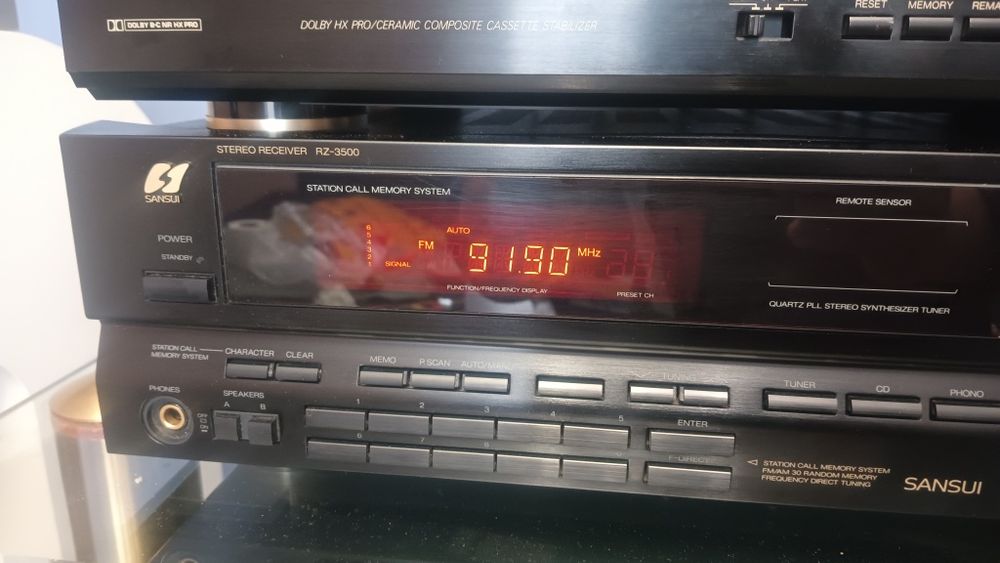 DOLBY B-C NR HX PRO
DOLBY HX PRO/CERAMIC COMPOSITE CASSETTE STABILIZER
RESET
MEMORY
STEREO RECEIVER RZ-3500
SANSUI
STATION CALL MEMORY SYSTEM
REMOTE SENSOR
POWER
STANDBY
6
5
4
3
2
1
SIGNAL
AUTO
FM
91.90
MHz
FUNCTION/FREQUENCY DISPLAY
PRESET CH
QUARTZ PLL STEREO SYNTHESIZER TUNER
STATION CALL
MEMORY SYSTEM
CHARACTER
CLEAR
MEMO
P.SCAN
AUTO/MAN
TUNER
CD
PHONO
PHONES
SPEAKERS
A
B
1
2
3
4
5
6
7
8
ENTER
F-DIRECT
STATION CALL MEMORY SYSTEM
FM/AM 30 RANDOM MEMORY
FREQUENCY DIRECT TUNING
SANSUI